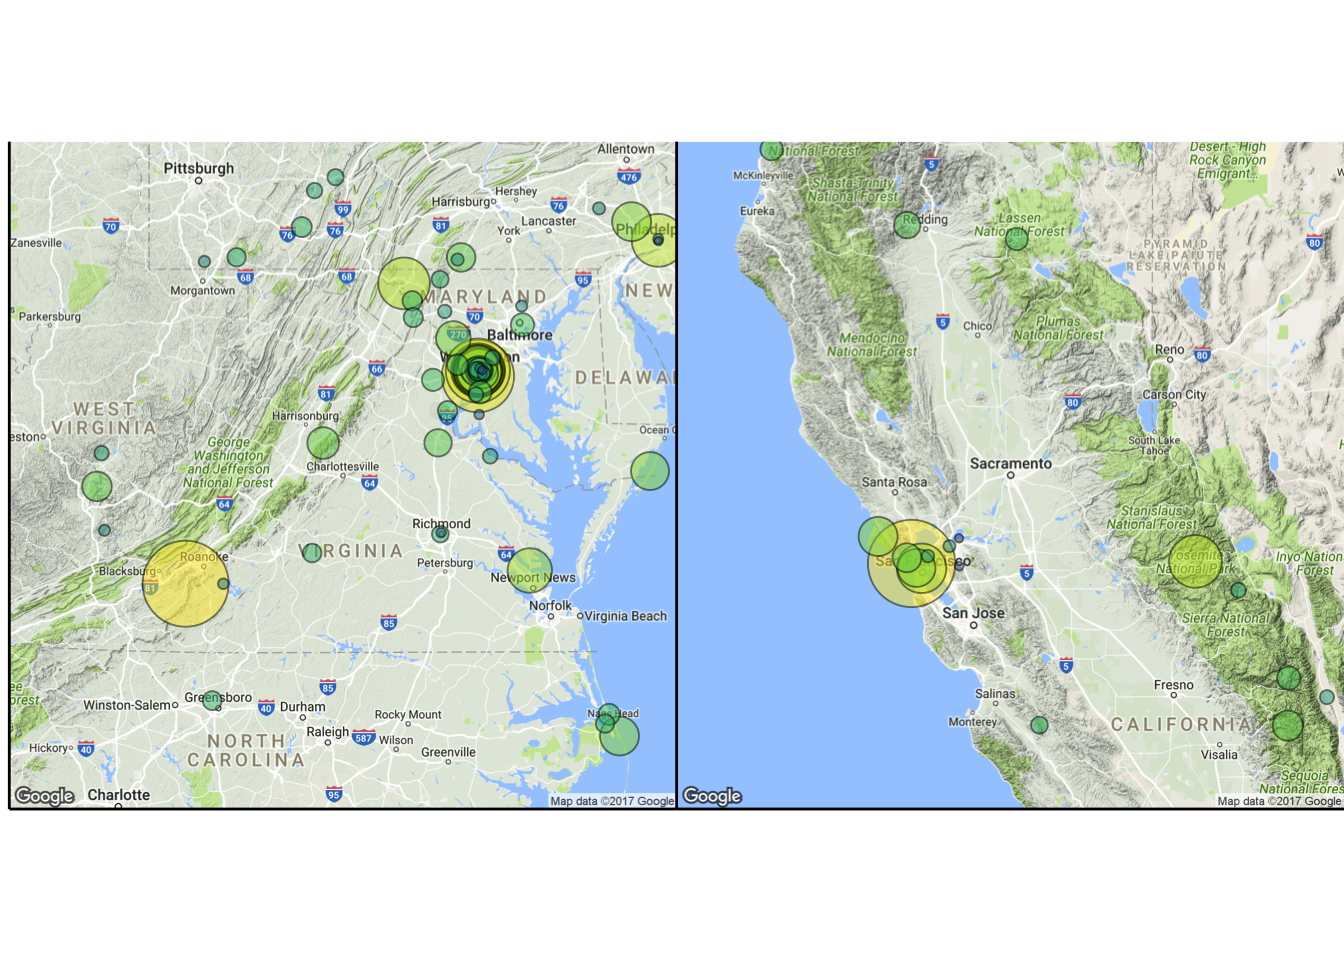 Pittsburgh
Allentown
476
Hershey
Harrisburg
76
99
Lancaster
70
76
76
81
York
Philadelp
Zanesville
68
68
95
Morgantown
MARYLAND
NEW
Parkersburg
70
270
Baltimore
66
DELAWA
81
WEST
VIRGINIA
Harrisonburg
95
Ocean C
eston
George
Washington
and Jefferson
National Forest
Charlottesville
64
64
Richmond
Roanoke
VIRGINIA
64
Blacksburg
Petersburg
81
Newport News
Norfolk
Virginia Beach
85
ee
orest
85
Greensboro
Winston-Salem
40
Durham
Nags Head
Rocky Mount
Raleigh
587
Wilson
Hickory
40
NORTH
CAROLINA
Greenville
Charlotte
95
Google
Map data ©2017 Google
National Forest
Desert - High
Rock Canyon
Emigrant...
5
McKinleyville
W
Shasta-Trinity
National Forest
Eureka
Redding
Lassen
National Forest
80
PYRAMID
LAKE PAIUTE
RESERVATION
5
Chico
Plumas
National Forest
Mendocino
National Forest
Reno
80
80
Carson City
South Lake
Tahoe
Sacramento
Santa Rosa
Stanislaus
National Forest
Yosemite
National Park
Inyo Nation
Forest
5
San Jose
Sierra National
Forest
5
Salinas
Fresno
Monterey
CALIFORNIA
Visalia
Sequoia
National Fores
Google
Map data ©2017 Google